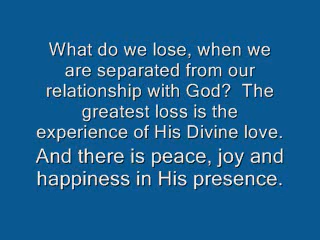 What do we lose, when we
are separated from our
relationship with God?  The
greatest loss is the
experience of His Divine love.
And there is peace, joy and
happiness in His presence.